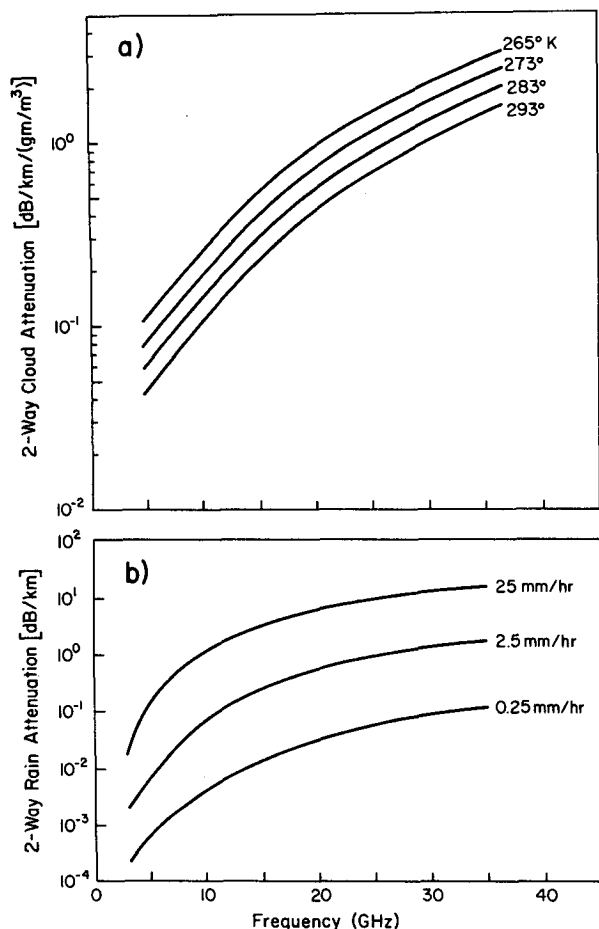 a)
2-Way Cloud Attenuation [dB/km/(gm/m³)]
10⁰
10⁻¹
10⁻²
265° K
273°
283°
293°
b)
2-Way Rain Attenuation [dB/km]
10²
10¹
10⁰
10⁻¹
10⁻²
10⁻³
10⁻⁴
25 mm/hr
2.5 mm/hr
0.25 mm/hr
0 10 20 30 40
Frequency (GHz)